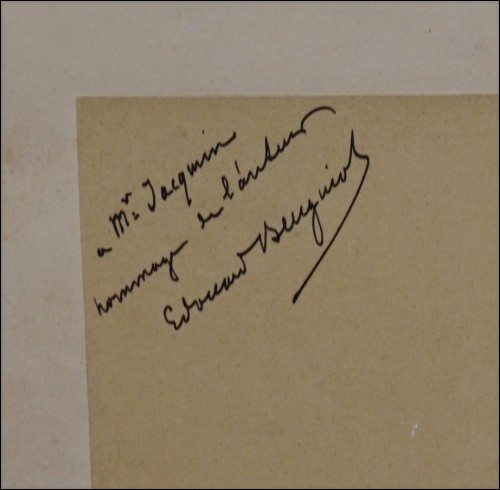 a Mr. Jacquin
hommage de l'auteur
Edouard